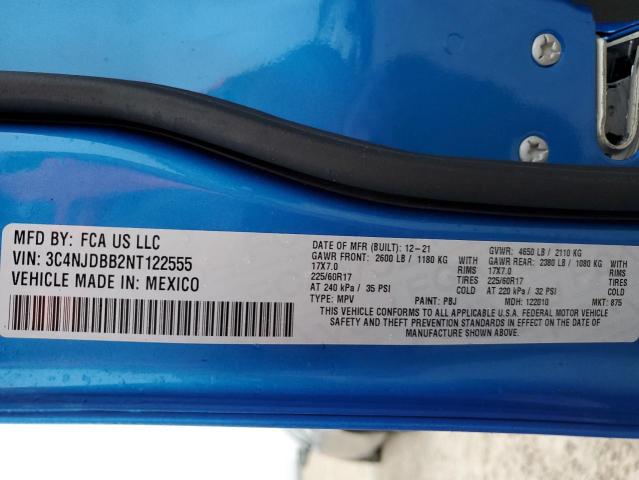 MFD BY: FCA US LLC
VIN: 3C4NJDBB2NT122555
VEHICLE MADE IN: MEXICO
DATE OF MFR (BUILT): 12-21 GVWR: 4650 LB / 2110 KG
GAWR FRONT: 2600 LB / 1180 KG WITH GAWR REAR: 2380 LB / 1080 KG WITH
17X7.0 RIMS 17X7.0 RIMS
225/60R17 TIRES 225/60R17 TIRES
AT 240 kPa / 35 PSI COLD AT 220 kPa / 32 PSI COLD
TYPE: MPV PAINT: PBJ MDH: 122010 MKT: 875
THIS VEHICLE CONFORMS TO ALL APPLICABLE U.S.A. FEDERAL MOTOR VEHICLE
SAFETY AND THEFT PREVENTION STANDARDS IN EFFECT ON THE DATE OF
MANUFACTURE SHOWN ABOVE.